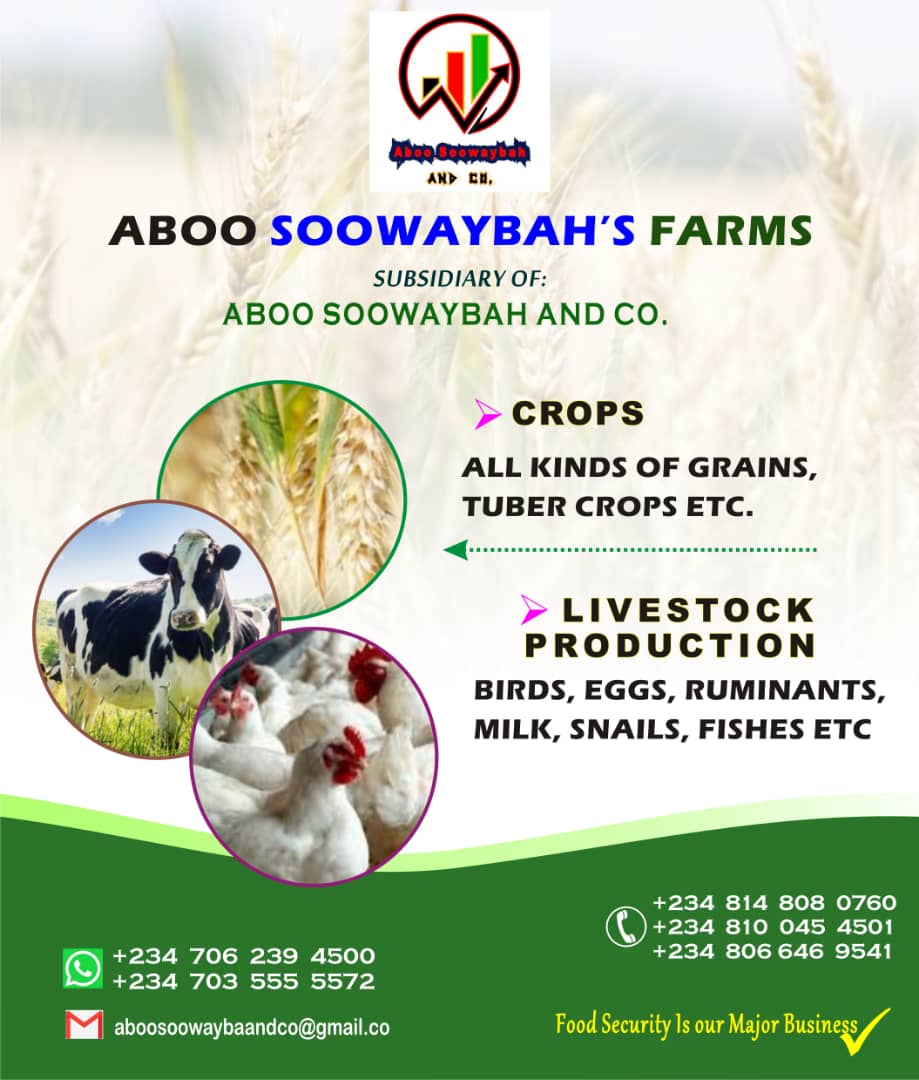 Aboo Soowaybah
AND CO.
ABOO SOOWAYBAH'S FARMS
SUBSIDIARY OF:
ABOO SOOWAYBAH AND CO.
CROPS
ALL KINDS OF GRAINS,
TUBER CROPS ETC.
LIVESTOCK
PRODUCTION
BIRDS, EGGS, RUMINANTS,
MILK, SNAILS, FISHES ETC
+234 814 808 0760
+234 810 045 4501
+234 806 646 9541
+234 706 239 4500
+234 703 555 5572
aboosoowaybaandco@gmail.co
Food Security Is our Major Business